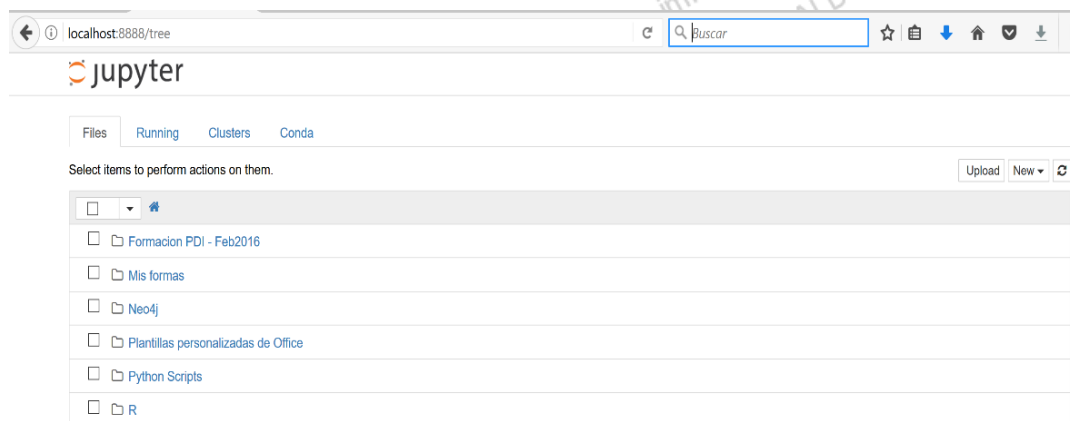 localhost:8888/tree
Buscar
jupyter
Files Running Clusters Conda
Select items to perform actions on them.
Upload New
Formacion PDI - Feb2016
Mis formas
Neo4j
Plantillas personalizadas de Office
Python Scripts
R